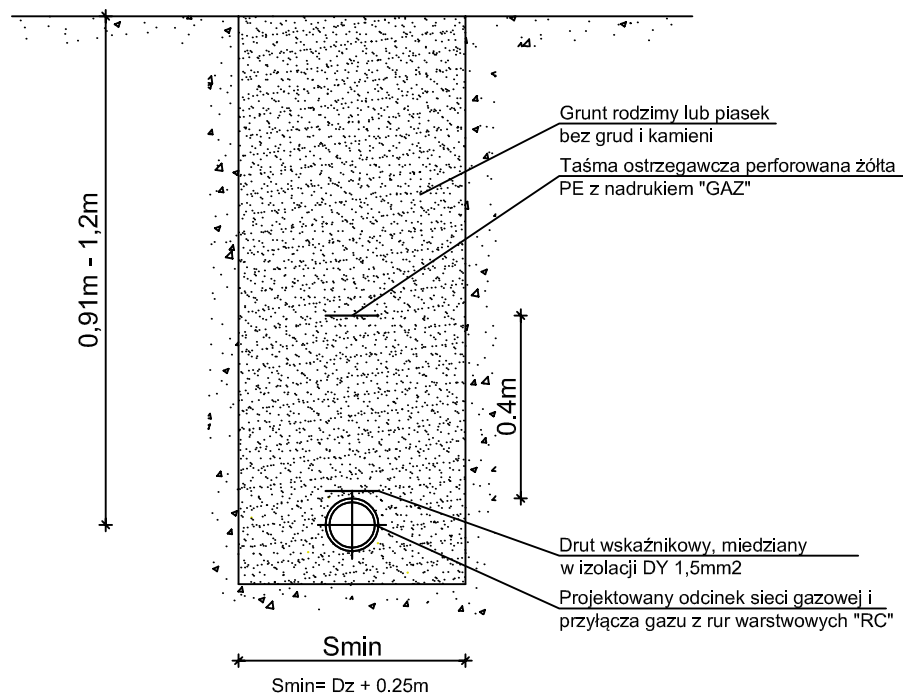 Grunt rodzimy lub piasek
bez grud i kamieni
Taśma ostrzegawcza perforowana żółta
PE z nadrukiem "GAZ"
0,91m - 1,2m
0.4m
Drut wskaźnikowy, miedziany
w izolacji DY 1,5mm2
Projektowany odcinek sieci gazowej i
przyłącza gazu z rur warstwowych "RC"
Smin
Smin= Dz + 0.25m